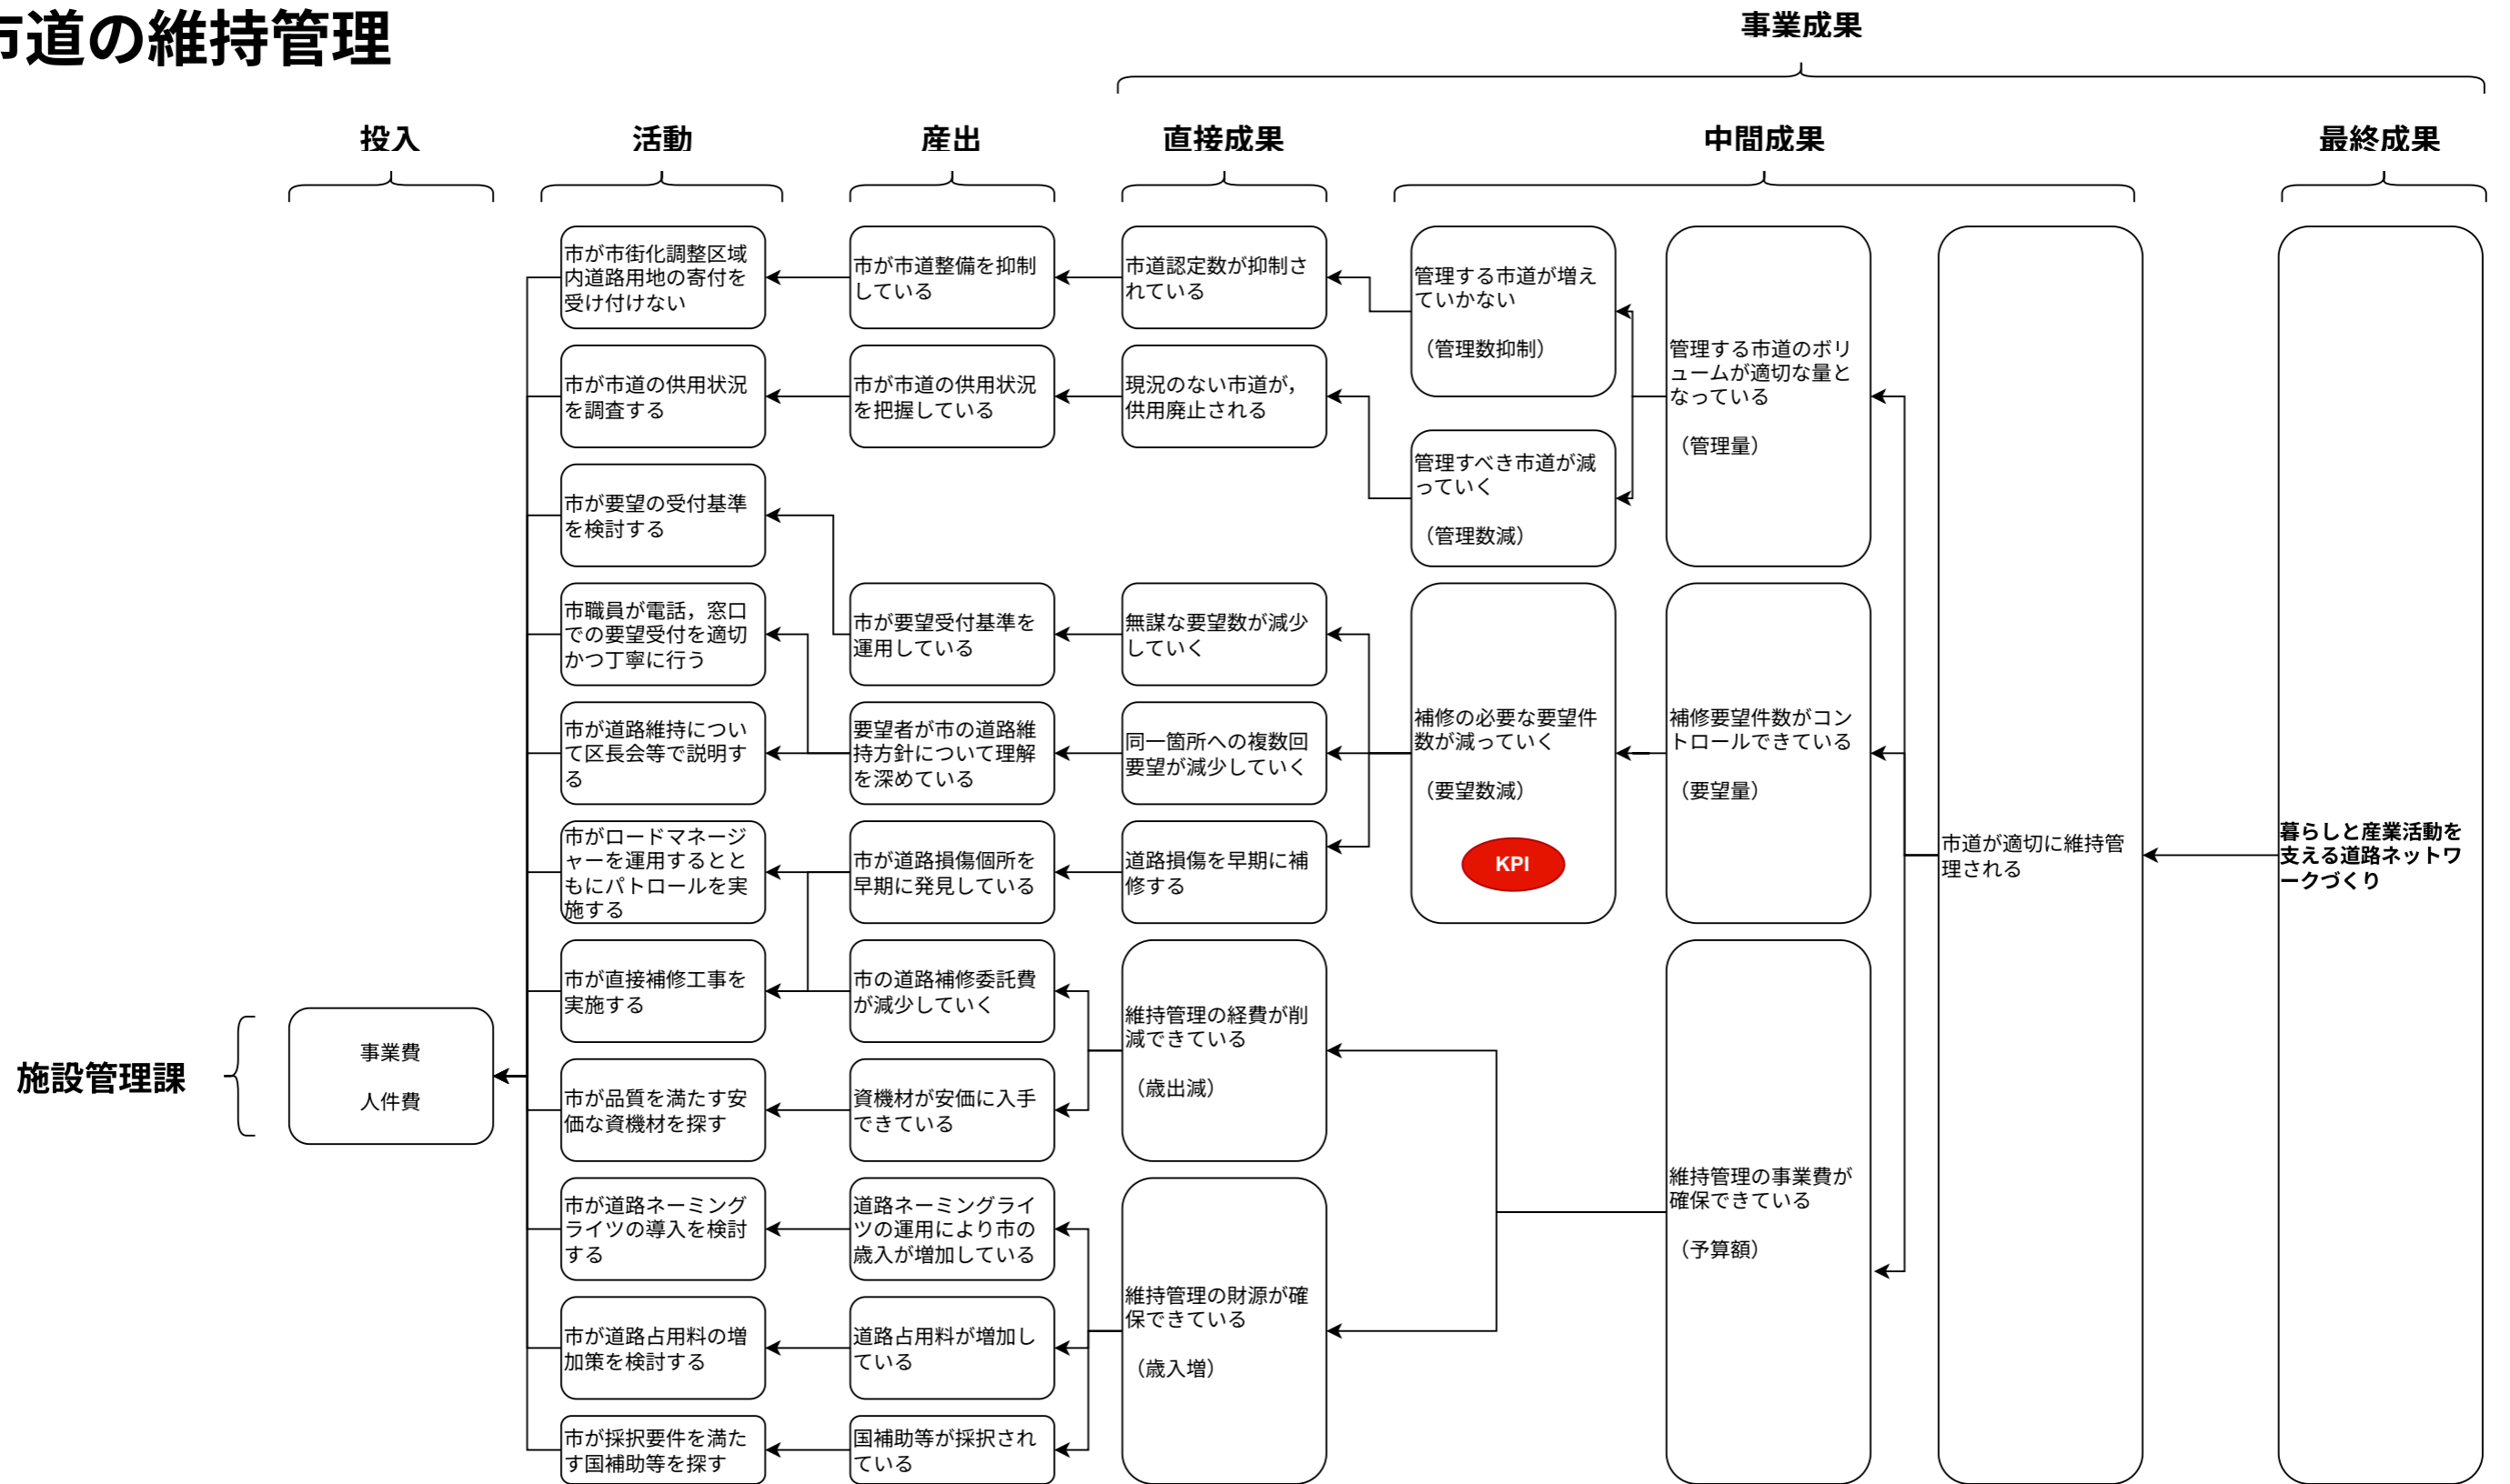 市道の維持管理
事業成果
投入
活動
産出
直接成果
中間成果
最終成果
市が市街化調整区域
内道路用地の寄付を
受け付けない
市が市道整備を抑制
している
市道認定数が抑制さ
れている
管理する市道が増え
ていかない
（管理数抑制）
管理する市道のボリ
ュームが適切な量と
なっている
（管理量）
市が市道の供用状況
を調査する
市が市道の供用状況
を把握している
現況のない市道が，
供用廃止される
管理すべき市道が減
っていく
（管理数減）
市が要望の受付基準
を検討する
市職員が電話，窓口
での要望受付を適切
かつ丁寧に行う
市が要望受付基準を
運用している
無謀な要望数が減少
していく
補修の必要な要望件
数が減っていく
（要望数減）
KPI
補修要望件数がコン
トロールできている
（要望量）
市が道路維持につい
て区長会等で説明す
る
要望者が市の道路維
持方針について理解
を深めている
同一箇所への複数回
要望が減少していく
市がロードマネージ
ャーを運用するとと
もにパトロールを実
施する
市が道路損傷個所を
早期に発見している
道路損傷を早期に補
修する
市道が適切に維持管
理される
暮らしと産業活動を
支える道路ネットワ
ークづくり
市が直接補修工事を
実施する
市の道路補修委託費
が減少していく
維持管理の経費が削
減できている
（歳出減）
施設管理課
事業費
人件費
市が品質を満たす安
価な資機材を探す
資機材が安価に入手
できている
維持管理の事業費が
確保できている
（予算額）
市が道路ネーミング
ライツの導入を検討
する
道路ネーミングライ
ツの運用により市の
歳入が増加している
維持管理の財源が確
保できている
（歳入増）
市が道路占用料の増
加策を検討する
道路占用料が増加し
ている
市が採択要件を満た
す国補助等を探す
国補助等が採択され
ている